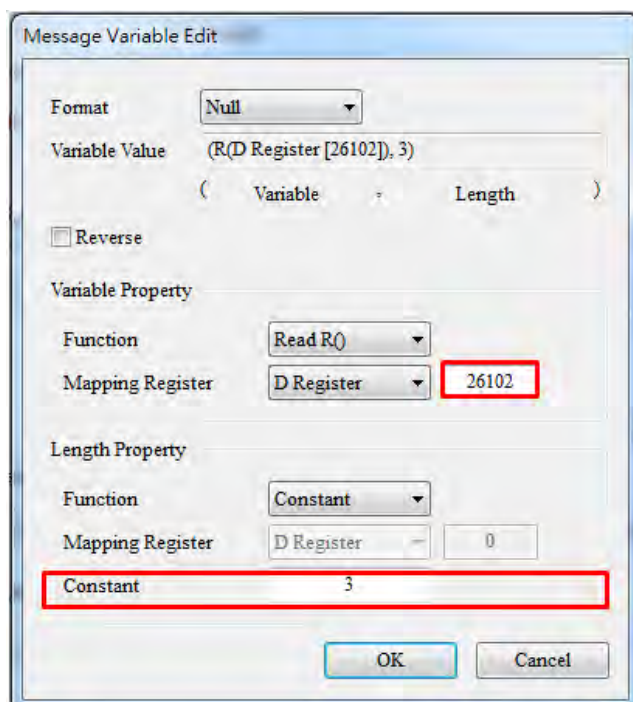 Message Variable Edit
Format Null
Variable Value (R(D Register [26102]), 3)
( Variable , Length )
Reverse
Variable Property
Function Read R()
Mapping Register D Register 26102
Length Property
Function Constant
Mapping Register D Register 0
Constant 3
OK Cancel